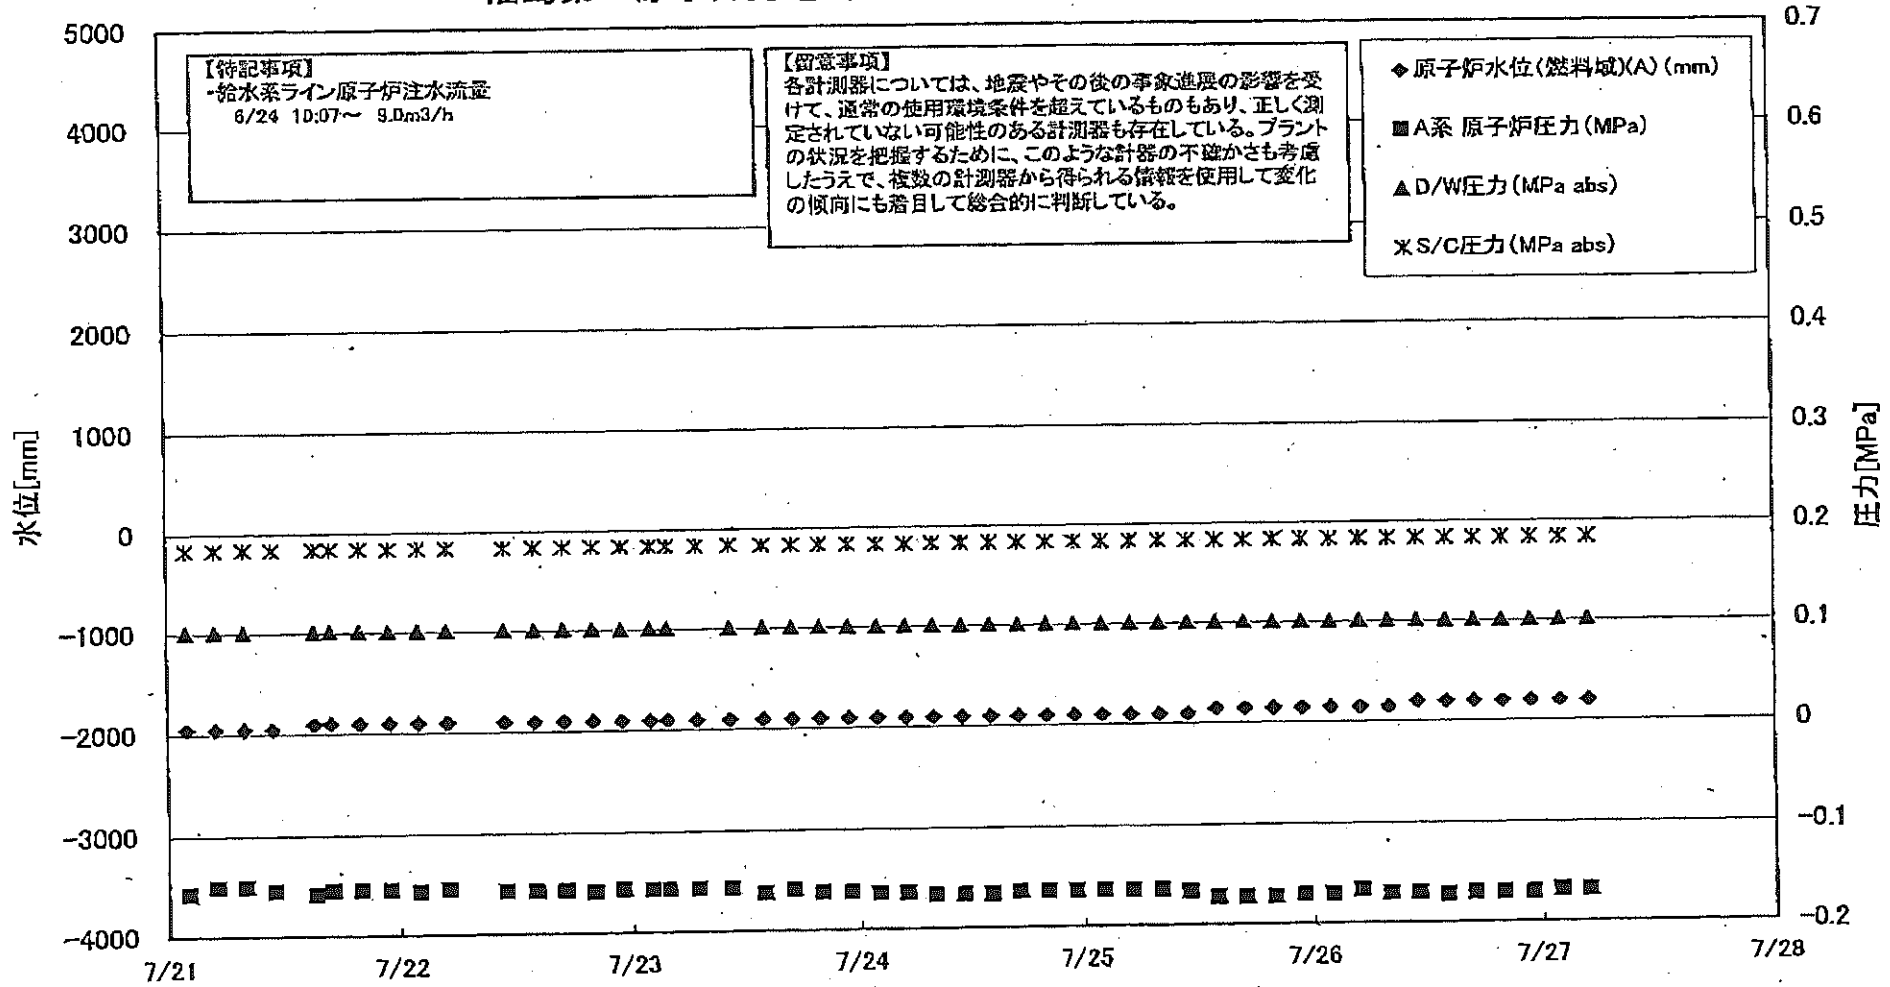 5000
4000
3000
2000
1000
0
-1000
-2000
-3000
-4000
水位[mm]
【特記事項】
・給水系ライン原子炉注水流量
6/24 10:07～ 9.0m3/h
【留意事項】
各計測器については、地震やその後の事象進展の影響を受
けて、通常の使用環境条件を超えているものもあり、正しく測
定されていない可能性のある計測器も存在している。プラント
の状況を把握するために、このような計器の不確かさも考慮
したうえで、複数の計測器から得られる情報を使用して変化
の傾向にも着目して総合的に判断している。
◆原子炉水位(燃料域)(A)(mm)
■A系 原子炉圧力(MPa)
▲D/W圧力(MPa abs)
S/C圧力(MPa abs)
0.7
0.6
0.5
0.4
0.3
0.2
0.1
0
-0.1
-0.2
圧力[MPa]
7/21
7/22
7/23
7/24
7/25
7/26
7/27
7/28